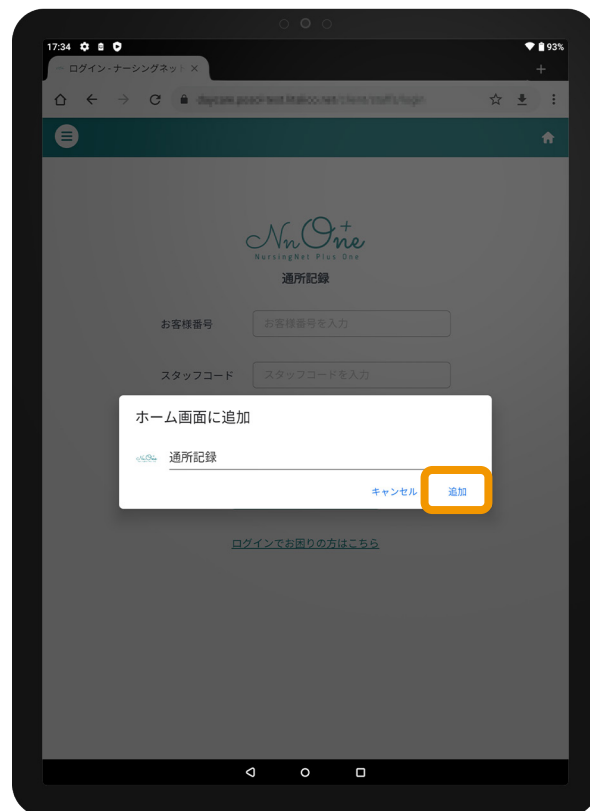 17:34
93%
ログイン - ナーシングネット
NnOne+
NursingNet Plus One
通所記録
お客様番号
お客様番号を入力
スタッフコード
スタッフコードを入力
ホーム画面に追加
通所記録
キャンセル
追加
ログインでお困りの方はこちら